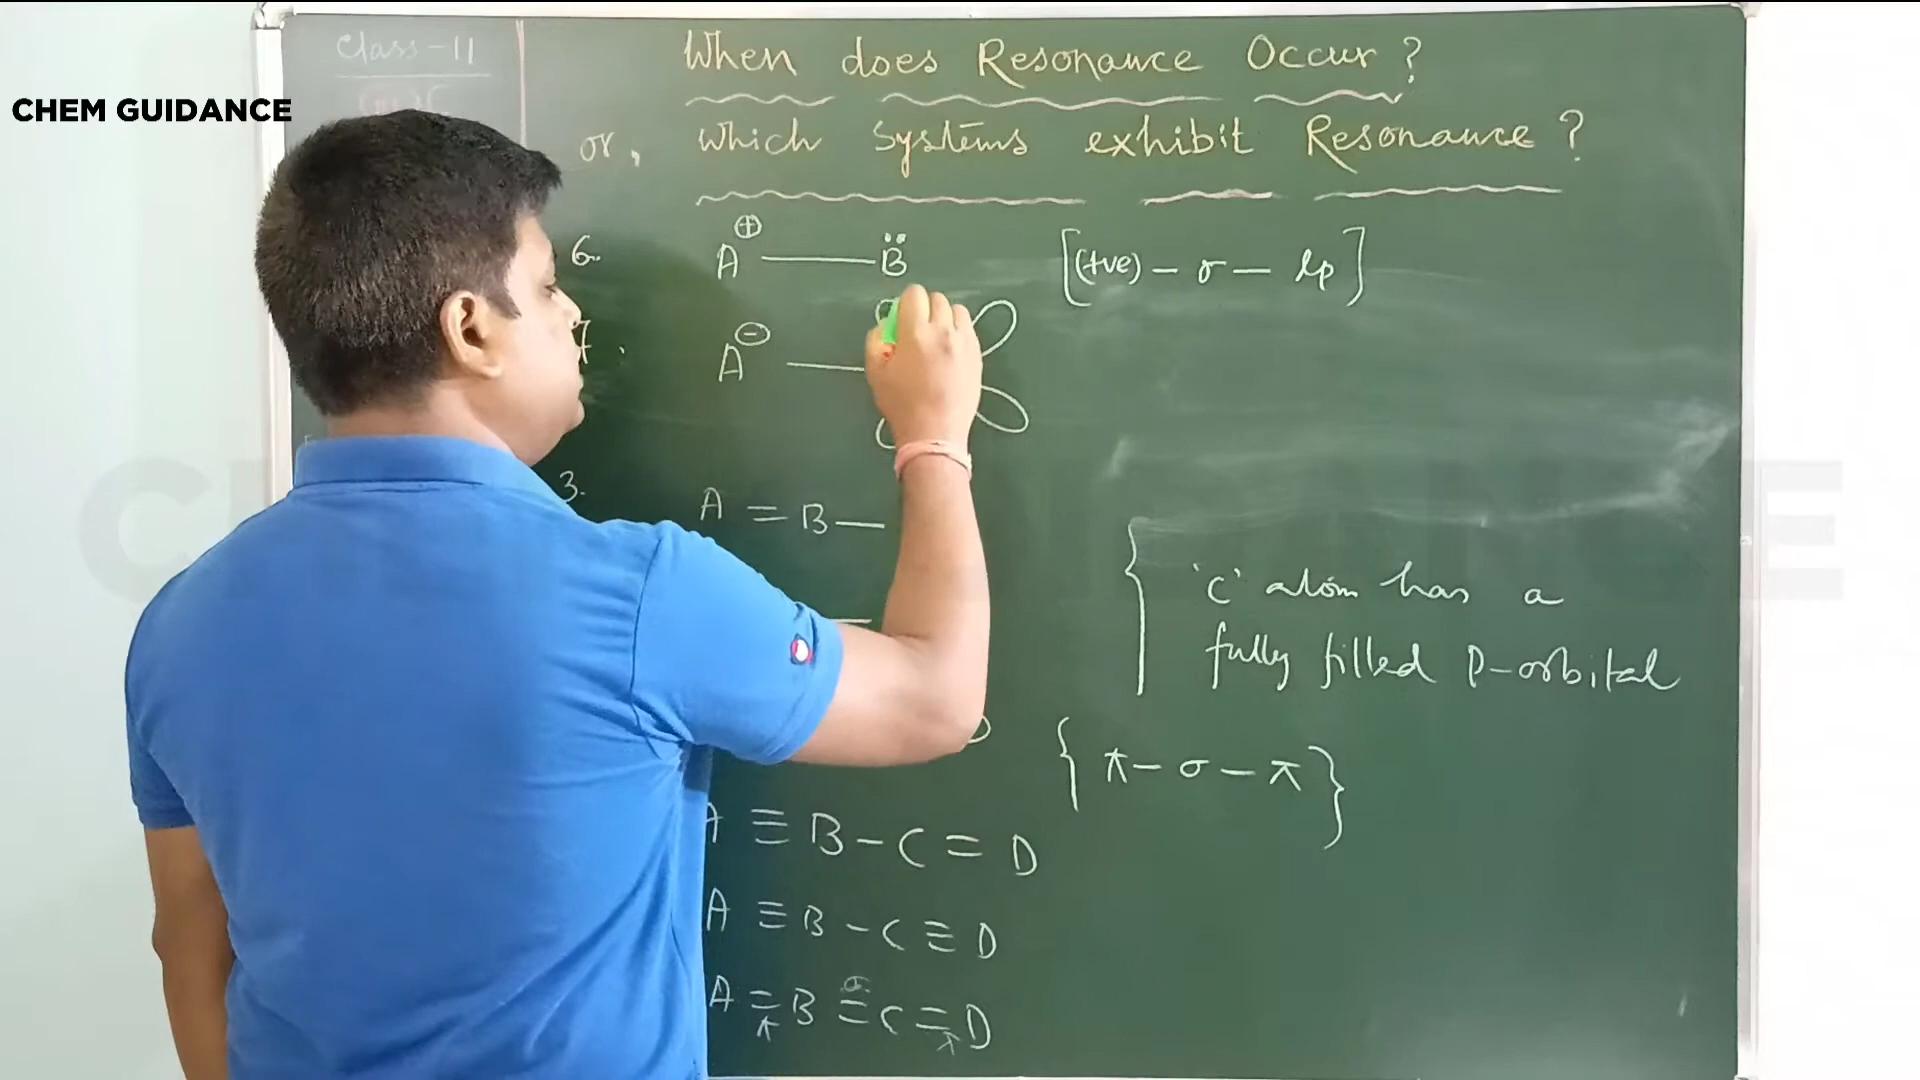 CHEM GUIDANCE
Class-11
When does Resonance Occur?
or, which systems exhibit Resonance?
6. A⊕ — B̈ [(+ve) – σ – lp]
7. A⊖ —
3. A = B —
'C' atom has a
fully filled P-orbital
{ π – σ – π }
A ≡ B – C = D
A ≡ B – C ≡ D
A = B = C = D
π σ π